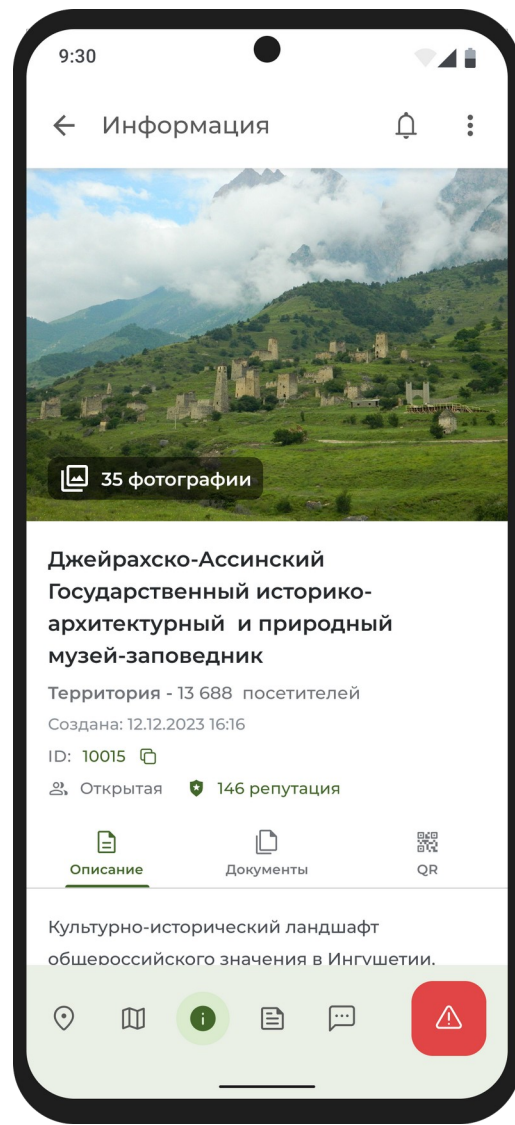 9:30
Информация
35 фотографии
Джейрахско-Ассинский
Государственный историко-
архитектурный и природный
музей-заповедник
Территория - 13 688 посетителей
Создана: 12.12.2023 16:16
ID: 10015
Открытая 146 репутация
Описание Документы QR
Культурно-исторический ландшафт
общероссийского значения в Ингушетии.